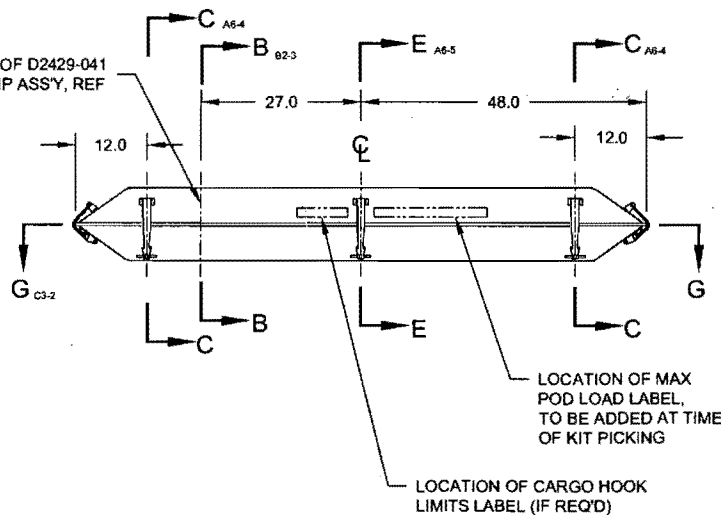 C A6-4
B B2-3
E A6-5
C A6-4
OF D2429-041
IP ASS'Y, REF
27.0
48.0
12.0
12.0
CL
G C3-2
G
C
B
E
C
LOCATION OF MAX
POD LOAD LABEL,
TO BE ADDED AT TIME
OF KIT PICKING
LOCATION OF CARGO HOOK
LIMITS LABEL (IF REQ'D)